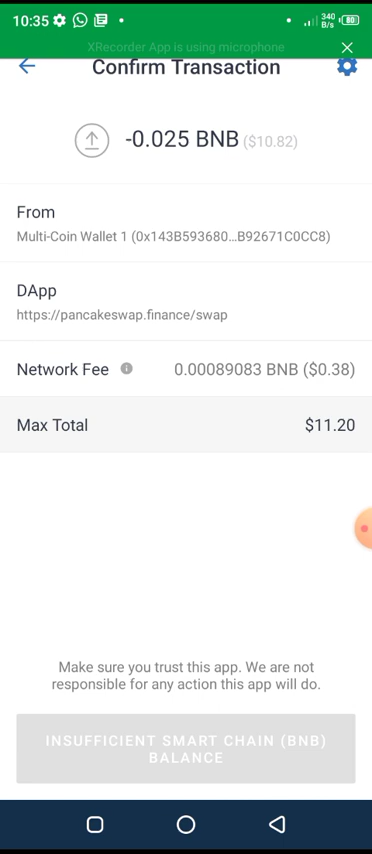 10:35
340
B/s
80
XRecorder App is using microphone
Confirm Transaction
-0.025 BNB ($10.82)
From
Multi-Coin Wallet 1 (0x143B593680...B92671C0CC8)
DApp
https://pancakeswap.finance/swap
Network Fee 0.00089083 BNB ($0.38)
Max Total $11.20
Make sure you trust this app. We are not
responsible for any action this app will do.
INSUFFICIENT SMART CHAIN (BNB)
BALANCE